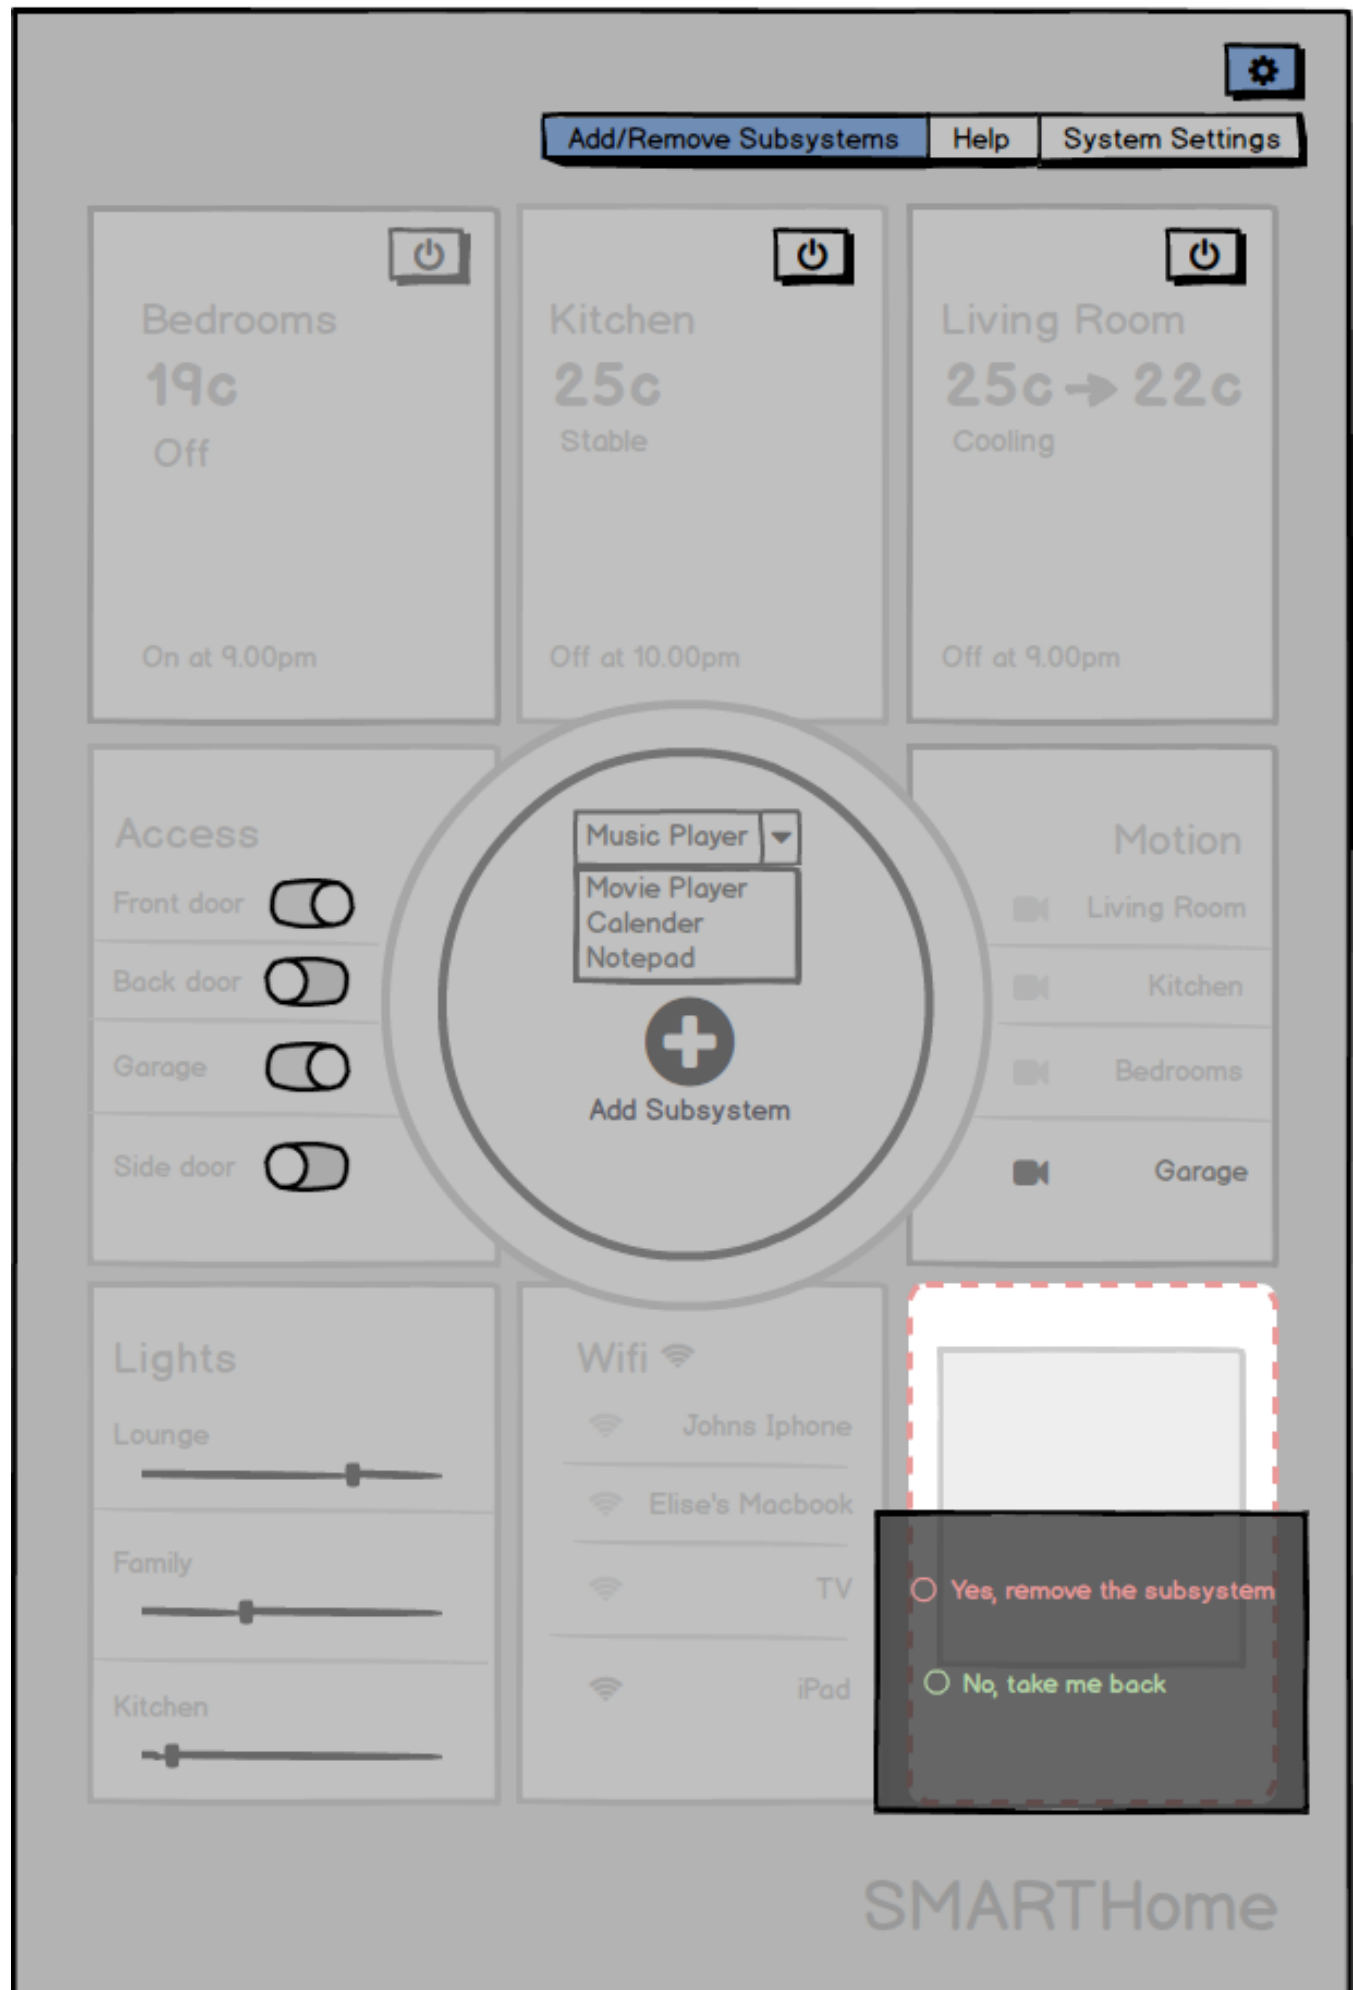 Add/Remove Subsystems Help System Settings
Bedrooms
19c
Off
On at 9.00pm
Kitchen
25c
Stable
Off at 10.00pm
Living Room
25c → 22c
Cooling
Off at 9.00pm
Access
Front door
Back door
Garage
Side door
Music Player
Movie Player
Calender
Notepad
Add Subsystem
Motion
Living Room
Kitchen
Bedrooms
Garage
Lights
Lounge
Family
Kitchen
Wifi
Johns Iphone
Elise's Macbook
TV
iPad
Yes, remove the subsystem
No, take me back
SMARTHome